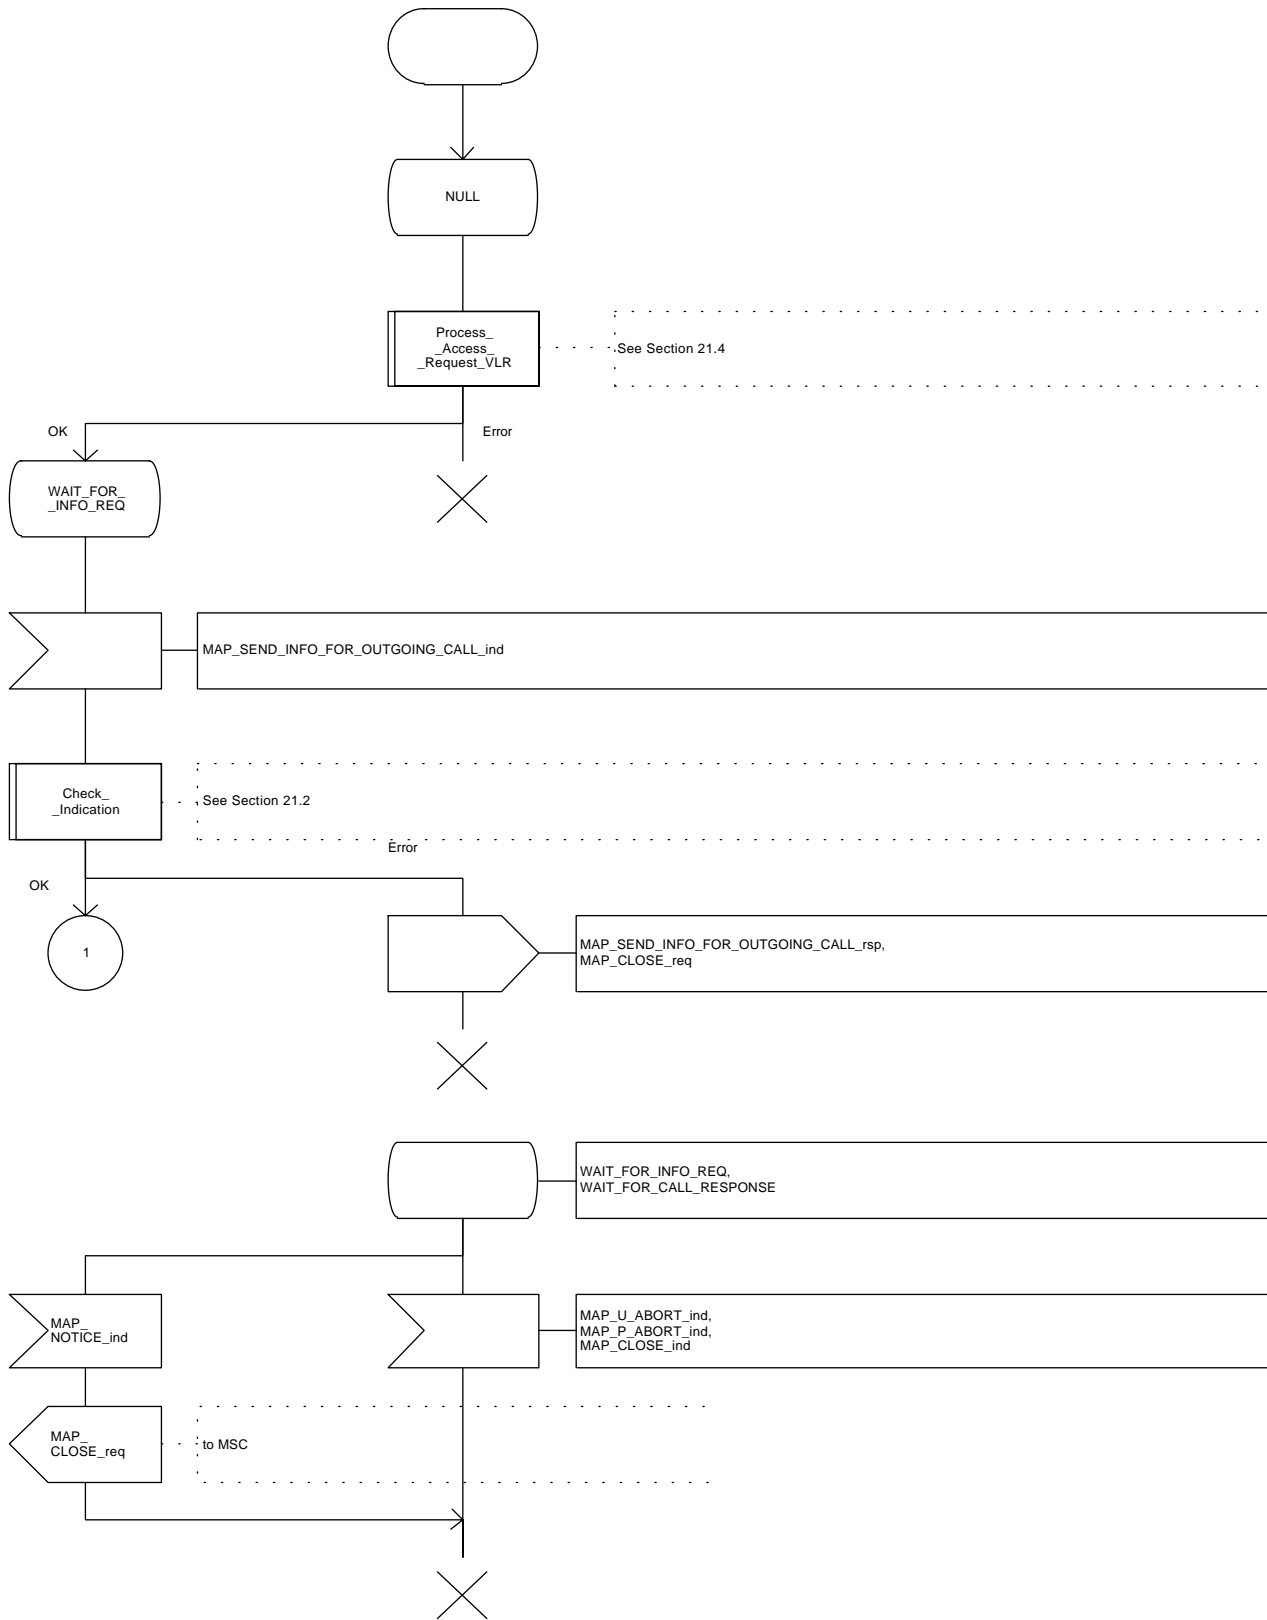 NULL
Process_
_Access_
_Request_VLR
See Section 21.4
OK
Error
WAIT_FOR_
_INFO_REQ
MAP_SEND_INFO_FOR_OUTGOING_CALL_ind
Check_
_Indication
See Section 21.2
Error
OK
1
MAP_SEND_INFO_FOR_OUTGOING_CALL_rsp,
MAP_CLOSE_req
WAIT_FOR_INFO_REQ,
WAIT_FOR_CALL_RESPONSE
MAP_
NOTICE_ind
MAP_U_ABORT_ind,
MAP_P_ABORT_ind,
MAP_CLOSE_ind
MAP_
CLOSE_req
to MSC